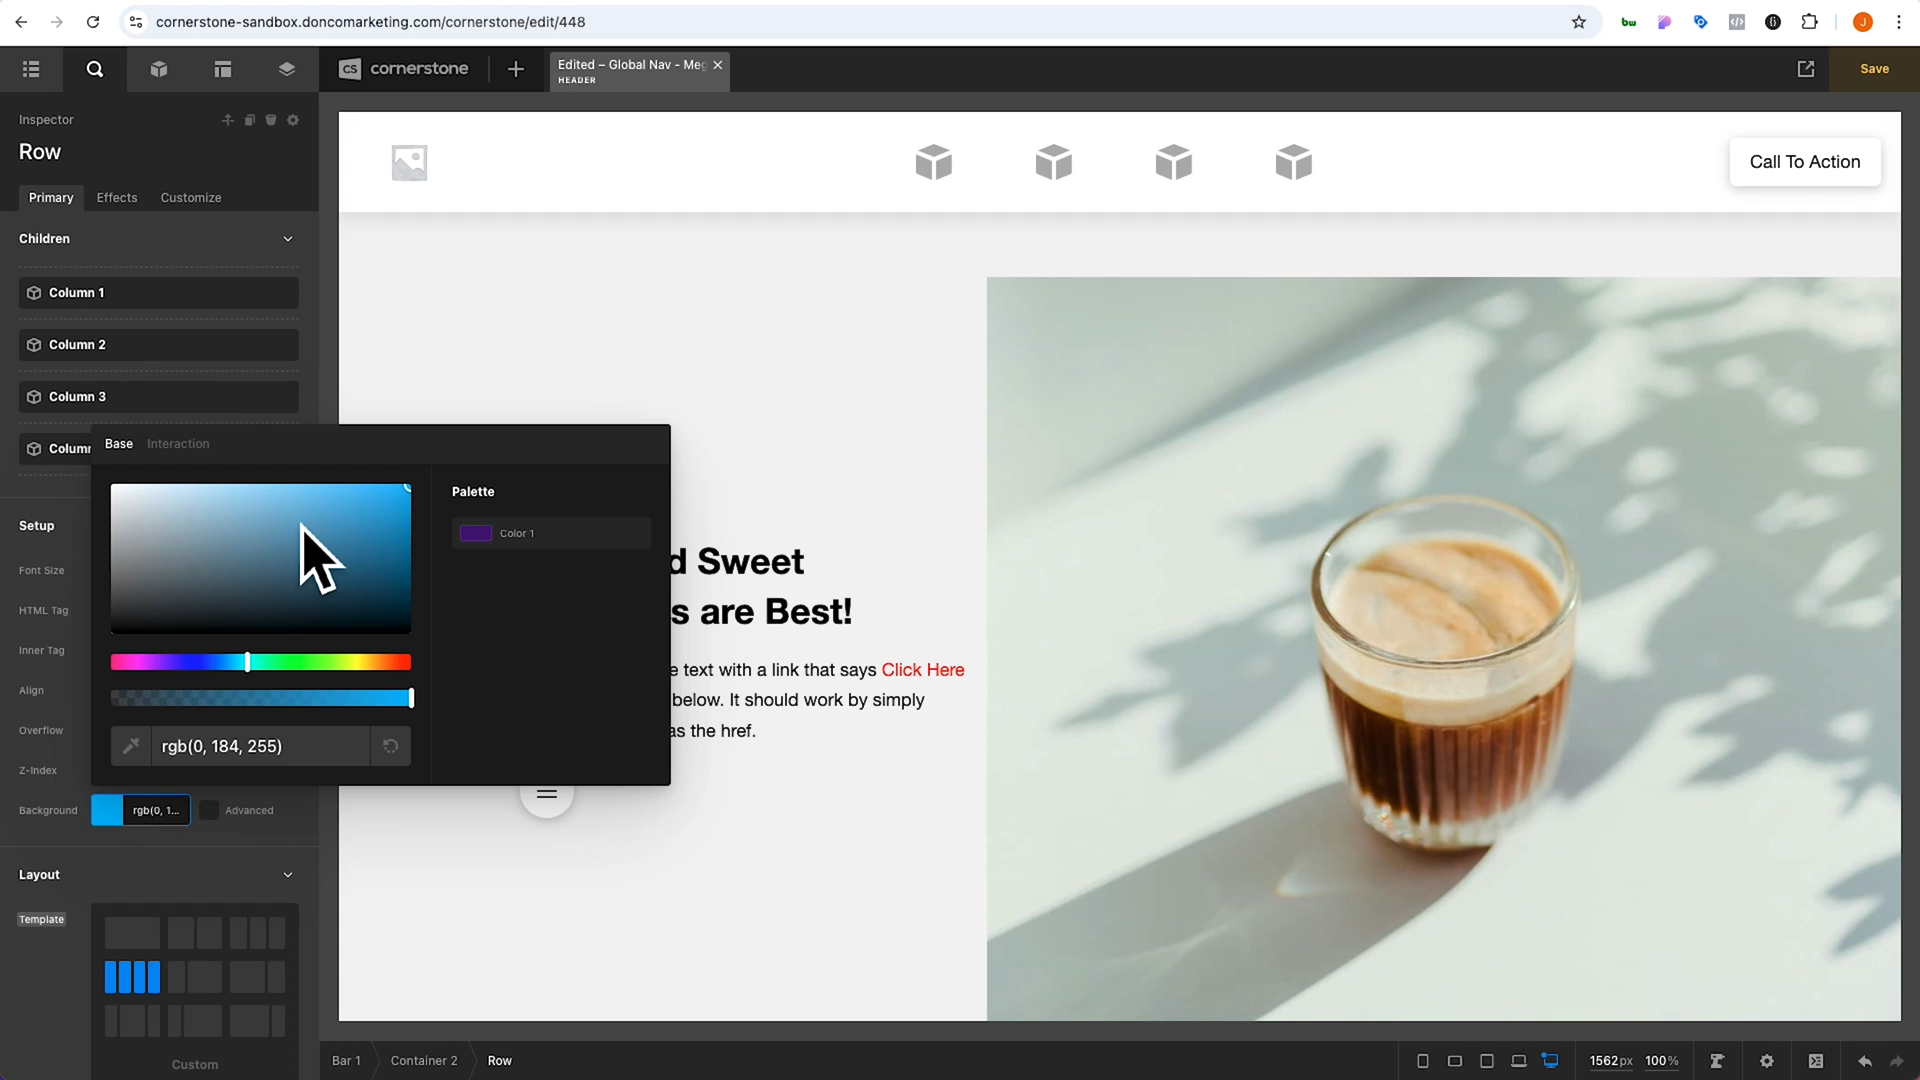 cornerstone-sandbox.doncomarketing.com/cornerstone/edit/448
bw
J
CS cornerstone
Edited – Global Nav - Meg
HEADER
Save
Inspector
Row
Primary Effects Customize
Children
Column 1
Column 2
Column 3
Colum
Base Interaction
Palette
Color 1
rgb(0, 184, 255)
Setup
Font Size
HTML Tag
Inner Tag
Align
Overflow
Z-Index
Background rgb(0, 1... Advanced
Layout
Template
Custom
Call To Action
d Sweet
s are Best!
e text with a link that says Click Here
below. It should work by simply
as the href.
Bar 1 Container 2 Row
1562px 100%